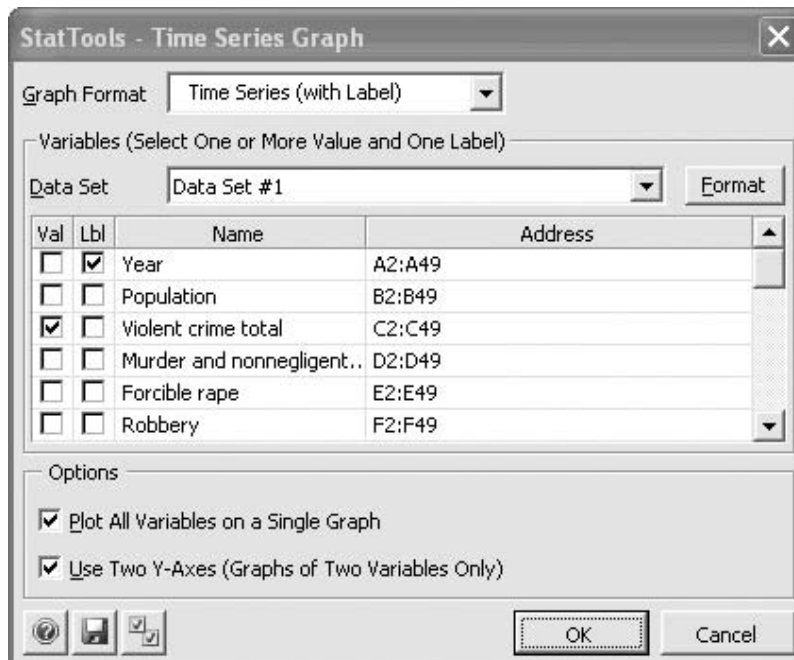 StatTools - Time Series Graph
Graph Format Time Series (with Label)
Variables (Select One or More Value and One Label)
Data Set Data Set #1 Format
Val Lbl Name Address
Year A2:A49
Population B2:B49
Violent crime total C2:C49
Murder and nonnegligent.. D2:D49
Forcible rape E2:E49
Robbery F2:F49
Options
Plot All Variables on a Single Graph
Use Two Y-Axes (Graphs of Two Variables Only)
OK Cancel